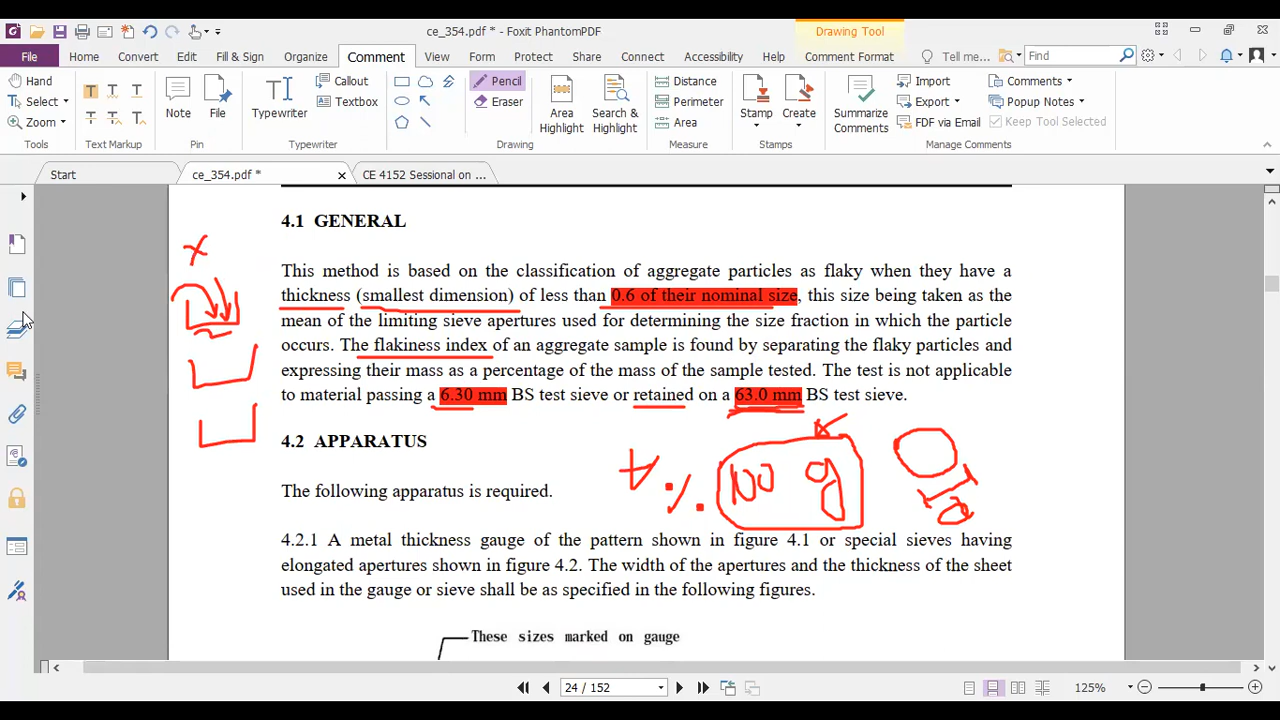 ce_354.pdf * - Foxit PhantomPDF
Drawing Tool
File Home Convert Edit Fill & Sign Organize Comment View Form Protect Share Connect Accessibility Help Comment Format Tell me... Find
Hand Callout Pencil Distance Import Comments
Select Textbox Eraser Perimeter Export Popup Notes
Zoom Note File Typewriter Area Highlight Search & Highlight Area Stamp Create Summarize Comments FDF via Email Keep Tool Selected
Tools Text Markup Pin Typewriter Drawing Measure Stamps Manage Comments
Start ce_354.pdf * CE 4152 Sessional on ...
4.1 GENERAL
This method is based on the classification of aggregate particles as flaky when they have a
thickness (smallest dimension) of less than 0.6 of their nominal size, this size being taken as the
mean of the limiting sieve apertures used for determining the size fraction in which the particle
occurs. The flakiness index of an aggregate sample is found by separating the flaky particles and
expressing their mass as a percentage of the mass of the sample tested. The test is not applicable
to material passing a 6.30 mm BS test sieve or retained on a 63.0 mm BS test sieve.
4.2 APPARATUS
100 g
The following apparatus is required.
4.2.1 A metal thickness gauge of the pattern shown in figure 4.1 or special sieves having
elongated apertures shown in figure 4.2. The width of the apertures and the thickness of the sheet
used in the gauge or sieve shall be as specified in the following figures.
These sizes marked on gauge
24 / 152
125%